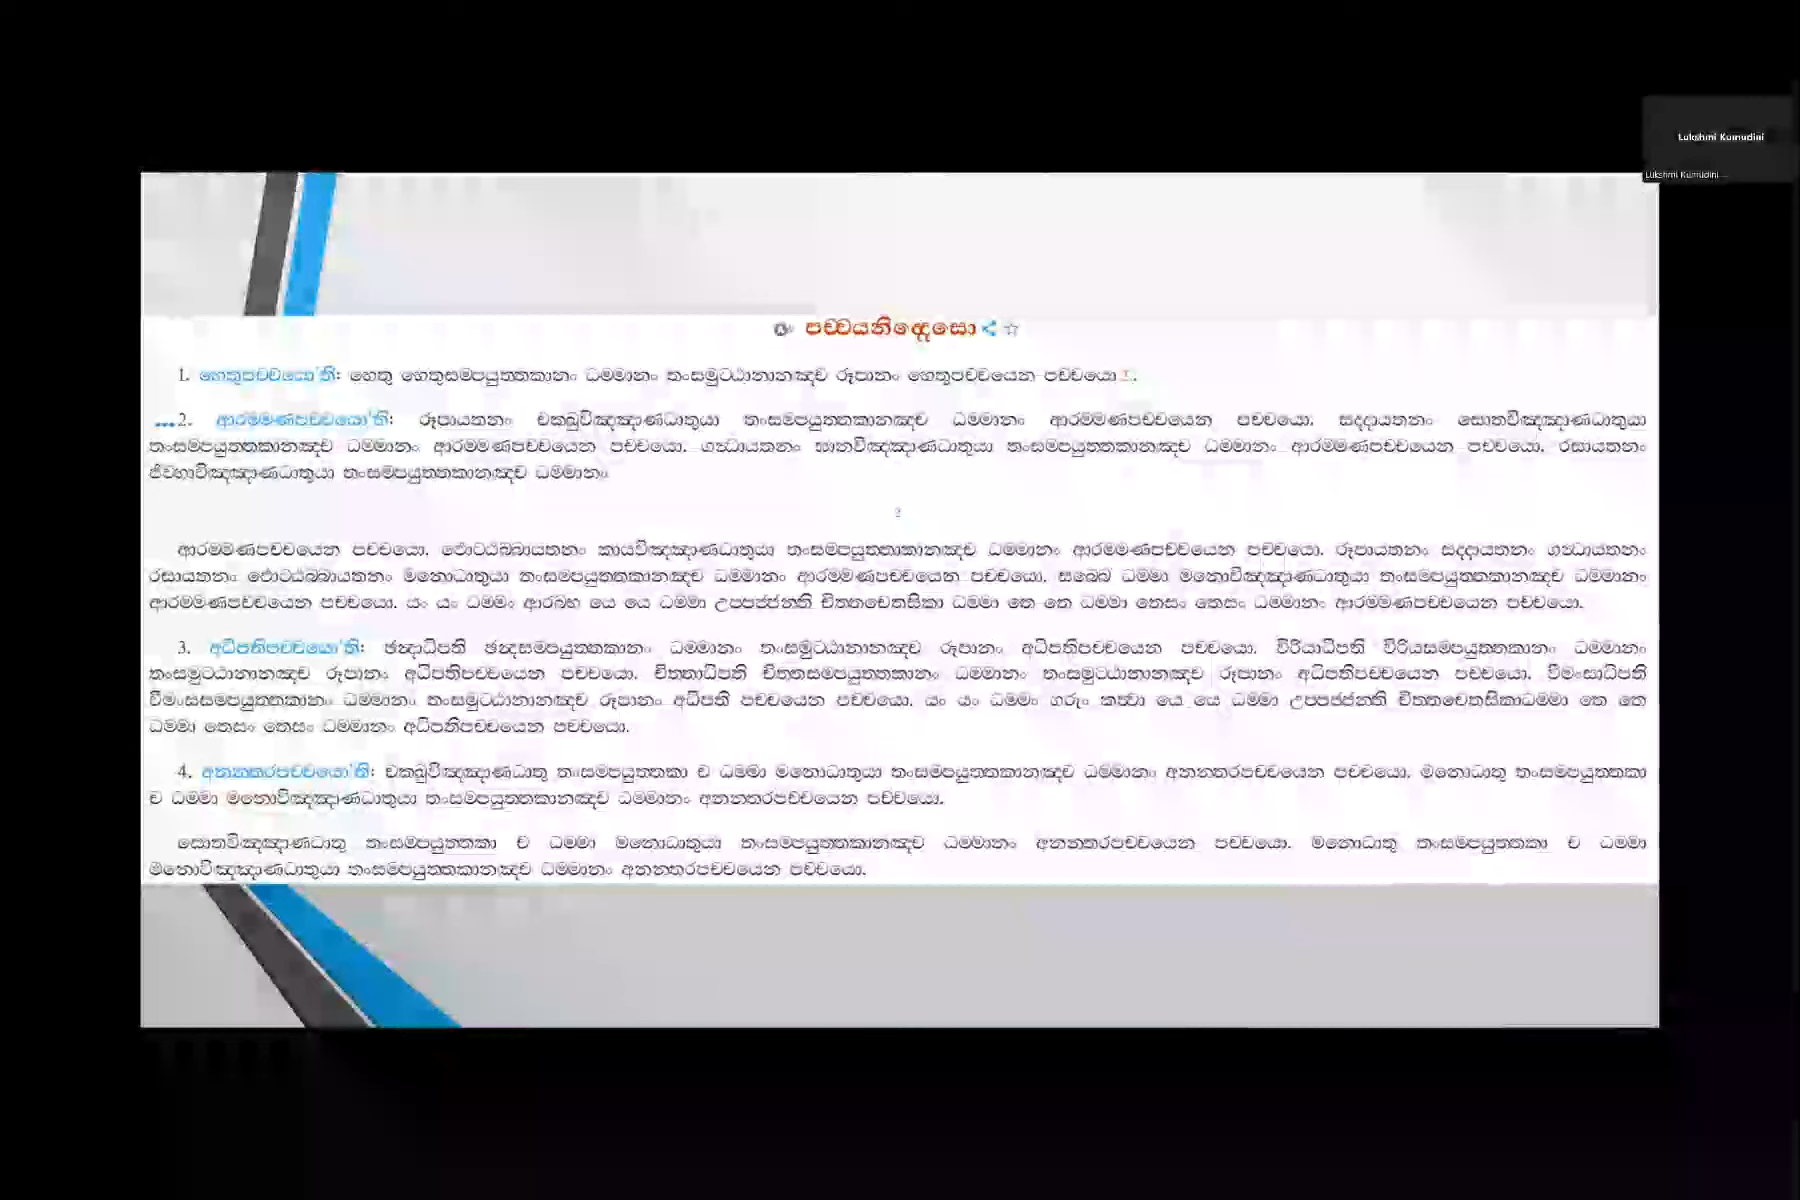 Lukshmi Kumudini
Lukshmi Kumudini...
පච්චයනිද්දෙසො
1. හෙතුපච්චයො'ති: හෙතු හෙතුසම්පයුත්තකානං ධම්මානං තංසමුට්ඨානානඤ්ච රූපානං හෙතුපච්චයෙන පච්චයො
...2. ආරම්මණපච්චයො'ති: රූපායතනං චක්ඛුවිඤ්ඤාණධාතුයා තංසම්පයුත්තකානඤ්ච ධම්මානං ආරම්මණපච්චයෙන පච්චයො. සද්දායතනං සොතවිඤ්ඤාණධාතුයා
තංසම්පයුත්තකානඤ්ච ධම්මානං ආරම්මණපච්චයෙන පච්චයො. ගන්ධායතනං ඝානවිඤ්ඤාණධාතුයා තංසම්පයුත්තකානඤ්ච ධම්මානං ආරම්මණපච්චයෙන පච්චයො. රසායතනං
ජිව්හාවිඤ්ඤාණධාතුයා තංසම්පයුත්තකානඤ්ච ධම්මානං
ආරම්මණපච්චයෙන පච්චයො. ඵොට්ඨබ්බායතනං කායවිඤ්ඤාණධාතුයා තංසම්පයුත්තාකානඤ්ච ධම්මානං ආරම්මණපච්චයෙන පච්චයො. රූපායතනං සද්දායතනං ගන්ධායතනං
රසායතනං ඵොට්ඨබ්බායතනං මනොධාතුයා තංසම්පයුත්තකානඤ්ච ධම්මානං ආරම්මණපච්චයෙන පච්චයො. සබ්බෙ ධම්මා මනොවිඤ්ඤාණධාතුයා තංසම්පයුත්තකානඤ්ච ධම්මානං
ආරම්මණපච්චයෙන පච්චයො. යං යං ධම්මං ආරබ්භ යෙ යෙ ධම්මා උප්පජ්ජන්ති චිත්තචෙතසිකා ධම්මා තෙ තෙ ධම්මා තෙසං තෙසං ධම්මානං ආරම්මණපච්චයෙන පච්චයො.
3. අධිපතිපච්චයො'ති: ඡන්දාධිපති ඡන්දසම්පයුත්තකානං ධම්මානං තංසමුට්ඨානානඤ්ච රූපානං අධිපතිපච්චයෙන පච්චයො. විරියාධිපති විරියසම්පයුත්තකානං ධම්මානං
තංසමුට්ඨානානඤ්ච රූපානං අධිපතිපච්චයෙන පච්චයො. චිත්තාධිපති චිත්තසම්පයුත්තකානං ධම්මානං තංසමුට්ඨානානඤ්ච රූපානං අධිපතිපච්චයෙන පච්චයො. වීමංසාධිපති
වීමංසසම්පයුත්තකානං ධම්මානං තංසමුට්ඨානානඤ්ච රූපානං අධිපති පච්චයෙන පච්චයො. යං යං ධම්මං ගරුං කත්වා යෙ යෙ ධම්මා උප්පජ්ජන්ති චිත්තචෙතසිකාධම්මා තෙ තෙ
ධම්මා තෙසං තෙසං ධම්මානං අධිපතිපච්චයෙන පච්චයො.
4. අනන්තරපච්චයො'ති: චක්ඛුවිඤ්ඤාණධාතු තංසම්පයුත්තකා ච ධම්මා මනොධාතුයා තංසම්පයුත්තකානඤ්ච ධම්මානං අනන්තරපච්චයෙන පච්චයො. මනොධාතු තංසම්පයුත්තකා
ච ධම්මා මනොවිඤ්ඤාණධාතුයා තංසම්පයුත්තකානඤ්ච ධම්මානං අනන්තරපච්චයෙන පච්චයො.
සොතවිඤ්ඤාණධාතු තංසම්පයුත්තකා ච ධම්මා මනොධාතුයා තංසම්පයුත්තකානඤ්ච ධම්මානං අනන්තරපච්චයෙන පච්චයො. මනොධාතු තංසම්පයුත්තකා ච ධම්මා
මනොවිඤ්ඤාණධාතුයා තංසම්පයුත්තකානඤ්ච ධම්මානං අනන්තරපච්චයෙන පච්චයො.